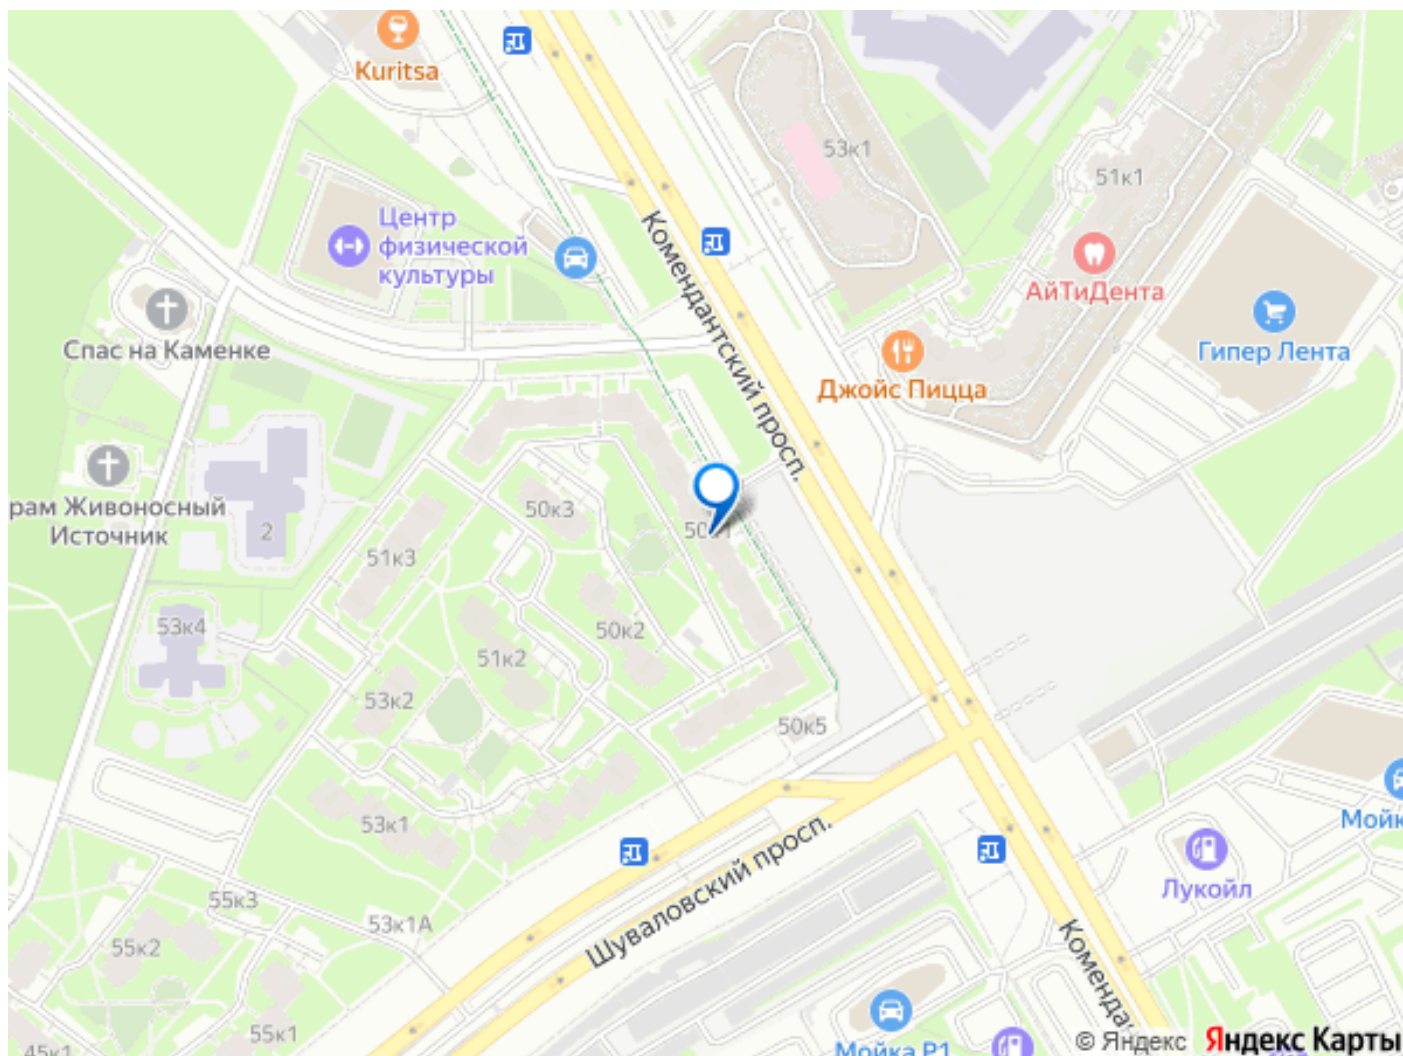 Kuritsa
53к1
51к1
Центр
физической
культуры
АйТиДента
Гипер Лента
Спас на Каменке
Джойс Пицца
Комендантский просп.
рам Живоносный
Источник
2
50к3
51к3
53к4
50к2
51к2
53к2
50к5
53к1
Мойк
Лукойл
Шуваловский просп.
55к3
53к1А
55к2
Коменда
55к1
45к1
Мойка Р1
© Яндекс Яндекс Карты